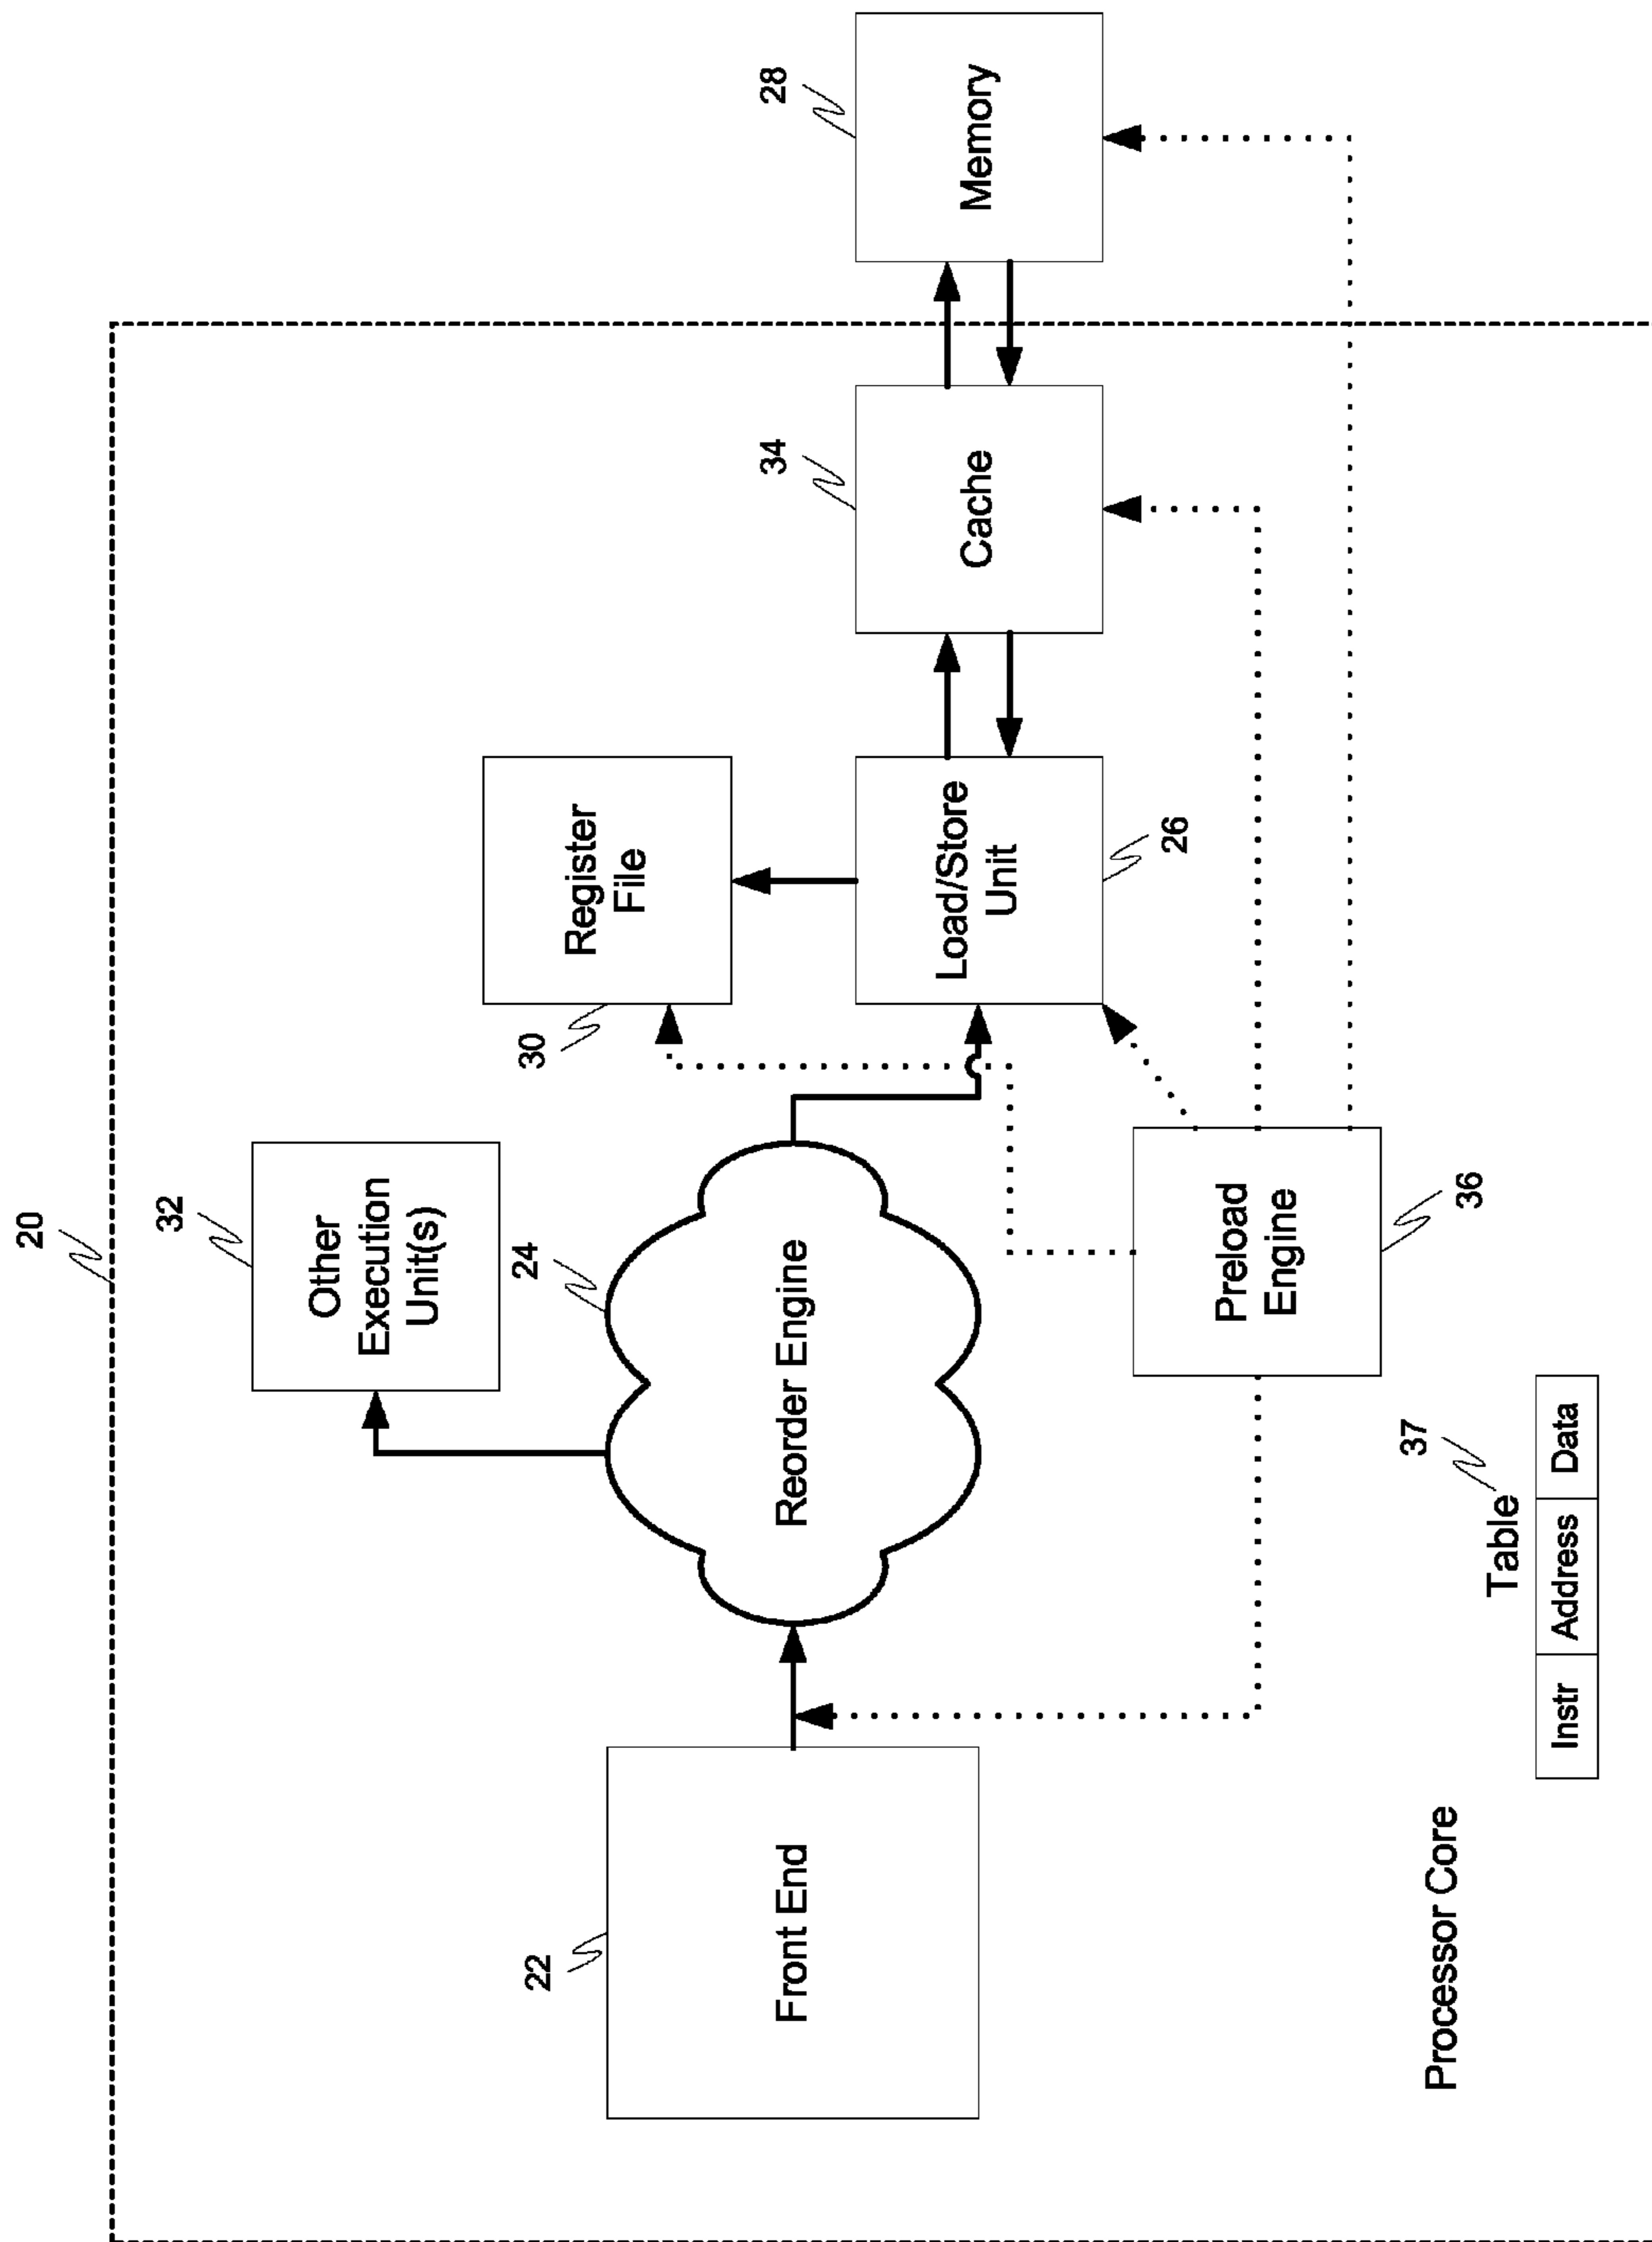 20
32
Other
Execution
Unit(s)
22
Front End
24
Reorder Engine
30
Register
File
Load/Store
Unit
26
34
Cache
28
Memory
Preload
Engine
36
37
Table
Instr Address Data
Processor Core